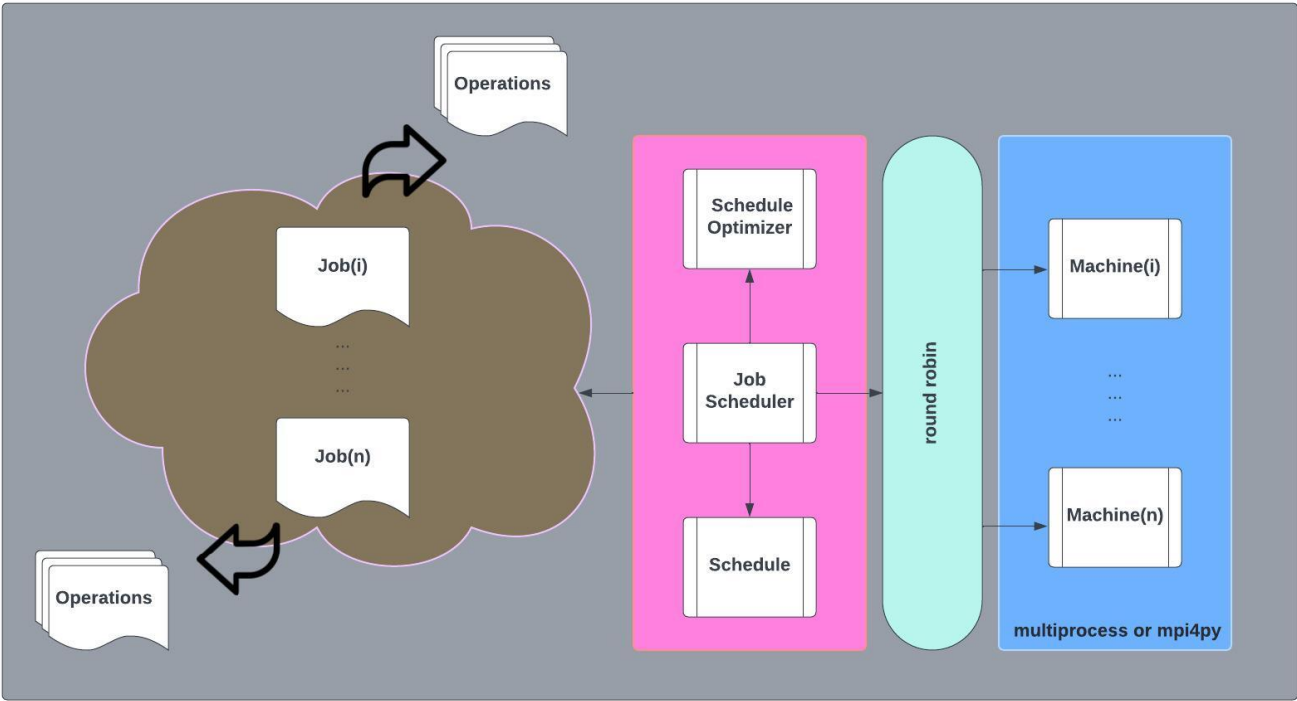 Operations
Job(i)
...
...
...
Job(n)
Operations
Schedule
Optimizer
Job
Scheduler
Schedule
round robin
Machine(i)
...
...
...
Machine(n)
multiprocess or mpi4py